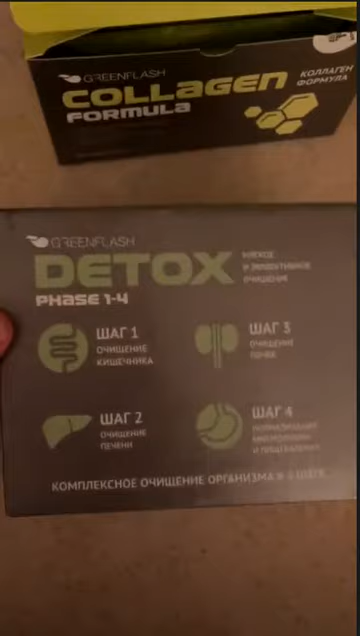 GREENFLASH
COLLAGEN
FORMULA
КОЛЛАГЕН
ФОРМУЛА
GREENFLASH
DETOX
PHASE 1-4
МЯГКОЕ
И ЭФФЕКТИВНОЕ
ОЧИЩЕНИЕ
ШАГ 1
ОЧИЩЕНИЕ
КИШЕЧНИКА
ШАГ 2
ОЧИЩЕНИЕ
ПЕЧЕНИ
ШАГ 3
ОЧИЩЕНИЕ
ПОЧЕК
ШАГ 4
НОРМАЛИЗАЦИЯ
МИКРОФЛОРЫ
И ПИЩЕВАРЕНИЯ
КОМПЛЕКСНОЕ ОЧИЩЕНИЕ ОРГАНИЗМА В 4 ШАГА